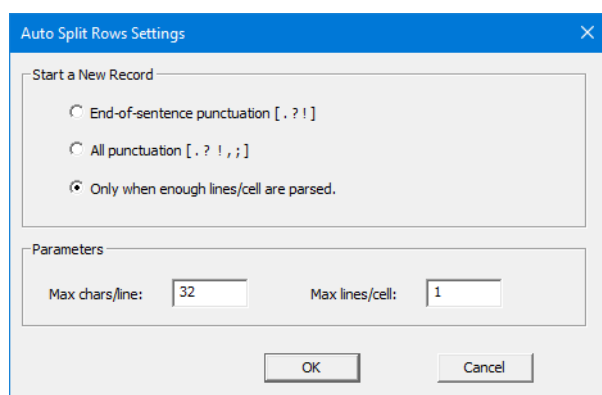 Auto Split Rows Settings
Start a New Record
End-of-sentence punctuation [ . ? ! ]
All punctuation [ . ? ! , ; ]
Only when enough lines/cell are parsed.
Parameters
Max chars/line: 32 Max lines/cell: 1
OK Cancel